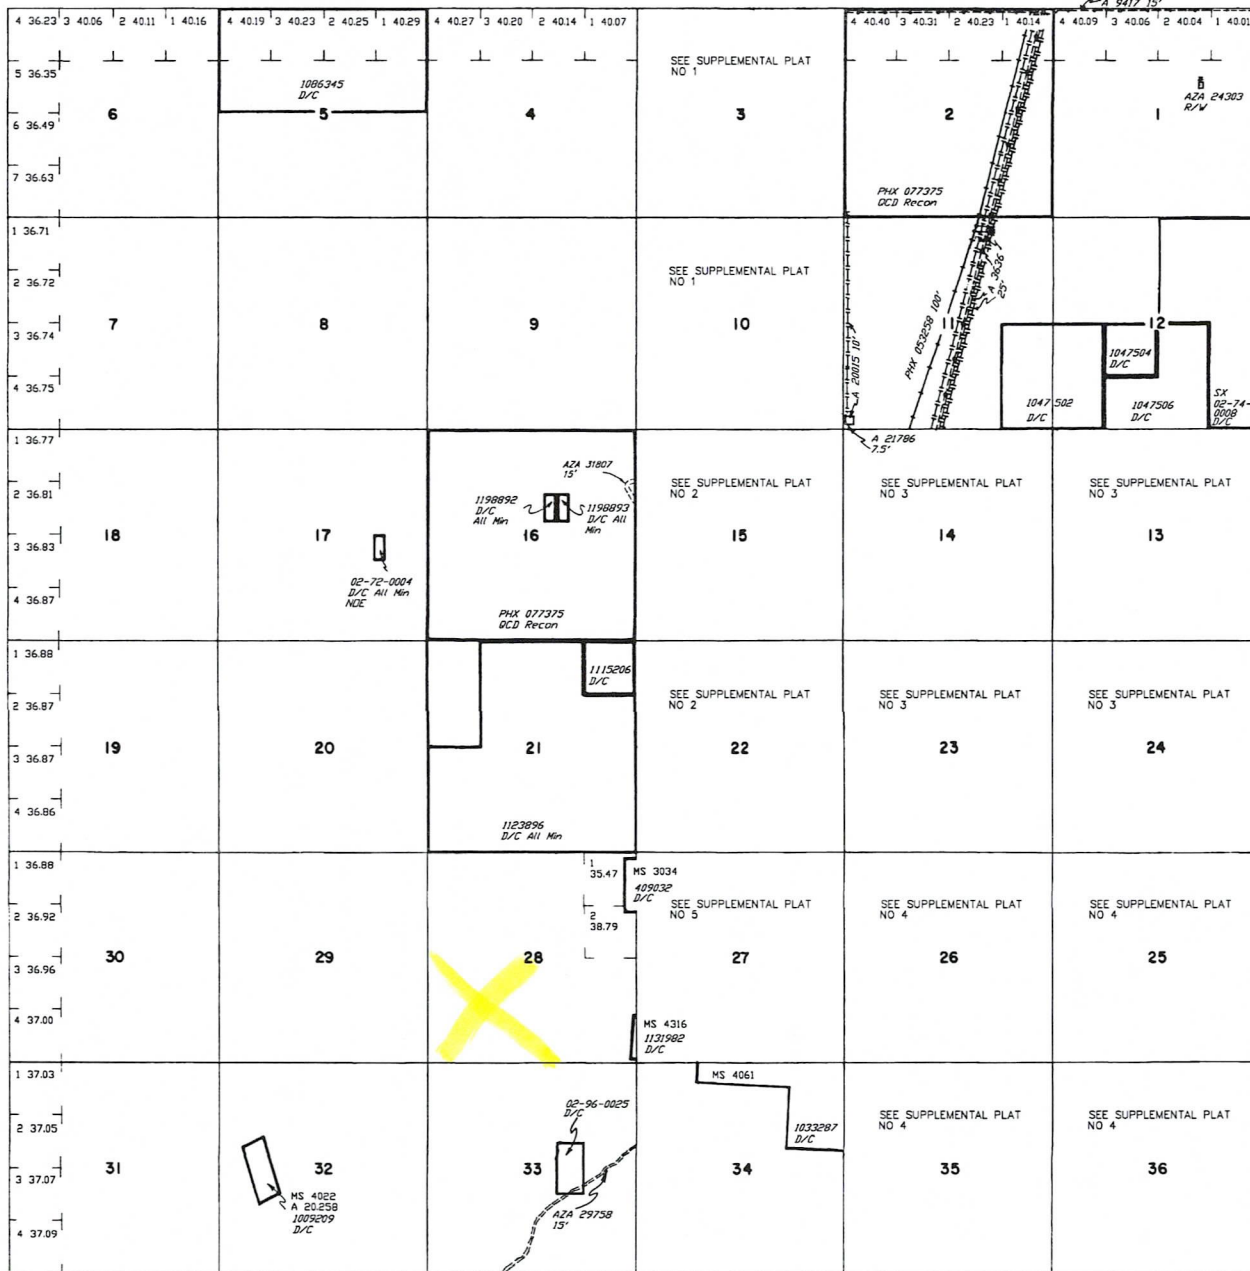 4 36.23 3 40.06 2 40.11 1 40.16
4 40.19 3 40.23 2 40.25 1 40.29
4 40.27 3 40.20 2 40.14 1 40.07
4 40.40 3 40.31 2 40.23 1 40.14
4 40.09 3 40.06 2 40.04 1 40.01
A 9417 15'
5 36.35
6 36.49
7 36.63
6
1086345
D/C
5
4
SEE SUPPLEMENTAL PLAT
NO 1
3
2
PHX 077375
QCD Recon
AZA 24303
R/W
1
1 36.71
2 36.72
3 36.74
4 36.75
7
8
9
SEE SUPPLEMENTAL PLAT
NO 1
10
A 20015 10'
PHX 053258 100'
A 3636
25'
11
12
1047502
D/C
1047504
D/C
1047506
D/C
SX
02-74-
0008
D/C
1 36.77
2 36.81
3 36.83
4 36.87
18
17
02-72-0004
D/C All Min
NDE
AZA 31807
15'
1198892
D/C
All Min
1198893
D/C All
Min
16
PHX 077375
QCD Recon
SEE SUPPLEMENTAL PLAT
NO 2
15
A 21786
7.5'
SEE SUPPLEMENTAL PLAT
NO 3
14
SEE SUPPLEMENTAL PLAT
NO 3
13
1 36.88
2 36.87
3 36.87
4 36.86
19
20
1115206
D/C
21
1123896
D/C All Min
SEE SUPPLEMENTAL PLAT
NO 2
22
SEE SUPPLEMENTAL PLAT
NO 3
23
SEE SUPPLEMENTAL PLAT
NO 3
24
1 36.88
2 36.92
3 36.96
4 37.00
30
29
1
35.47
2
38.79
28
MS 3034
409032
D/C
SEE SUPPLEMENTAL PLAT
NO 5
27
MS 4316
1131982
D/C
SEE SUPPLEMENTAL PLAT
NO 4
26
SEE SUPPLEMENTAL PLAT
NO 4
25
1 37.03
2 37.05
3 37.07
4 37.09
31
32
MS 4022
A 20258
1009209
D/C
02-96-0025
D/C
33
AZA 29758
15'
MS 4061
1033287
D/C
34
SEE SUPPLEMENTAL PLAT
NO 4
35
SEE SUPPLEMENTAL PLAT
NO 4
36